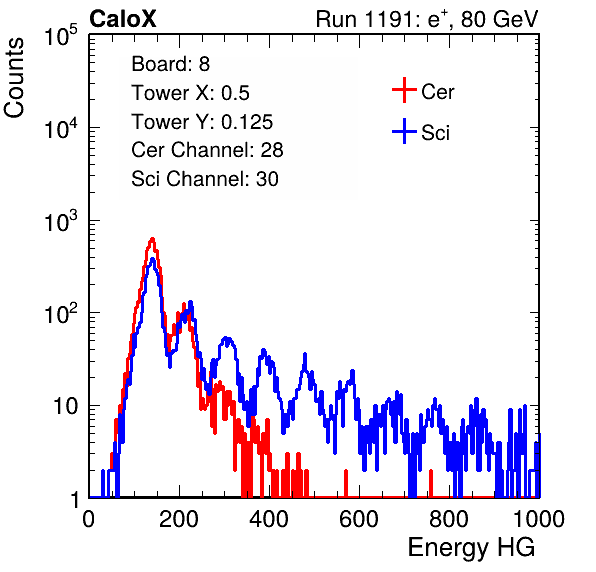 CaloX Run 1191: e⁺, 80 GeV
Counts
10⁵
10⁴
10³
10²
10
1
Board: 8
Tower X: 0.5
Tower Y: 0.125
Cer Channel: 28
Sci Channel: 30
Cer
Sci
0 200 400 600 800 1000
Energy HG